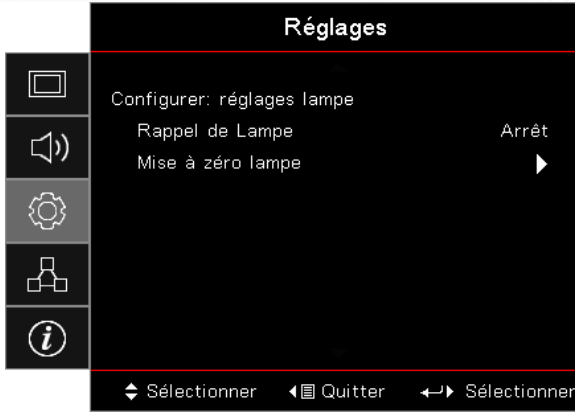 Réglages
Configurer: réglages lampe
Rappel de Lampe Arrêt
Mise à zéro lampe
Sélectionner Quitter Sélectionner